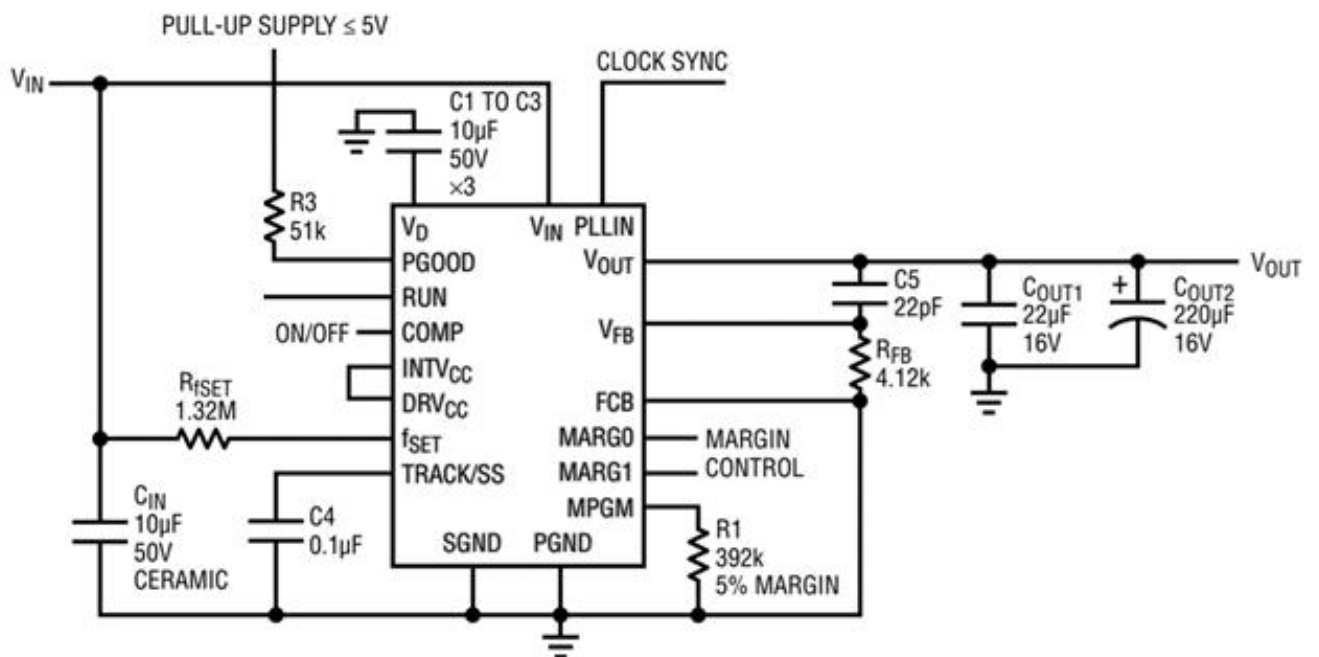 PULL-UP SUPPLY ≤ 5V
VIN
CLOCK SYNC
C1 TO C3
10µF
50V
×3
R3
51k
VD
VIN
PLLIN
PGOOD
VOUT
RUN
ON/OFF
COMP
VFB
INTVCC
DRVCC
FCB
fSET
MARG0
TRACK/SS
MARG1
MPGM
SGND
PGND
RfSET
1.32M
CIN
10µF
50V
CERAMIC
C4
0.1µF
C5
22pF
RFB
4.12k
MARGIN
CONTROL
R1
392k
5% MARGIN
COUT1
22µF
16V
+
COUT2
220µF
16V
VOUT